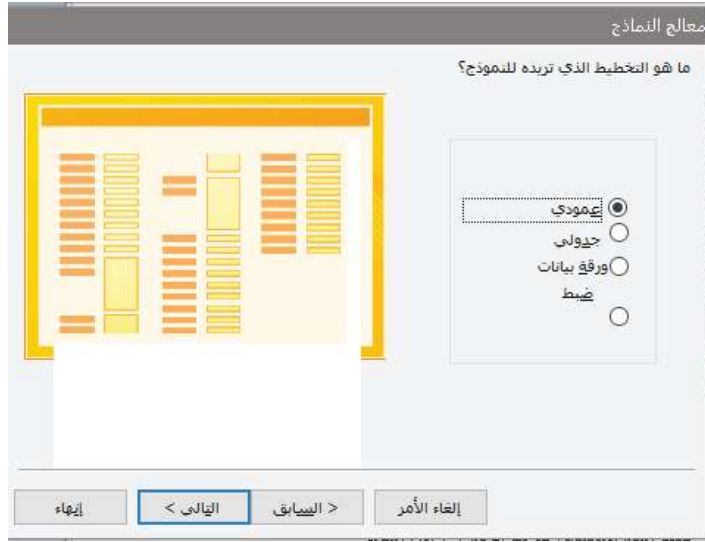 معالج النماذج
ما هو التخطيط الذي تريده للنموذج؟
عمودي
جدولي
ورقة بيانات
ضبط
إلغاء الأمر
< السابق
التالي >
إنهاء